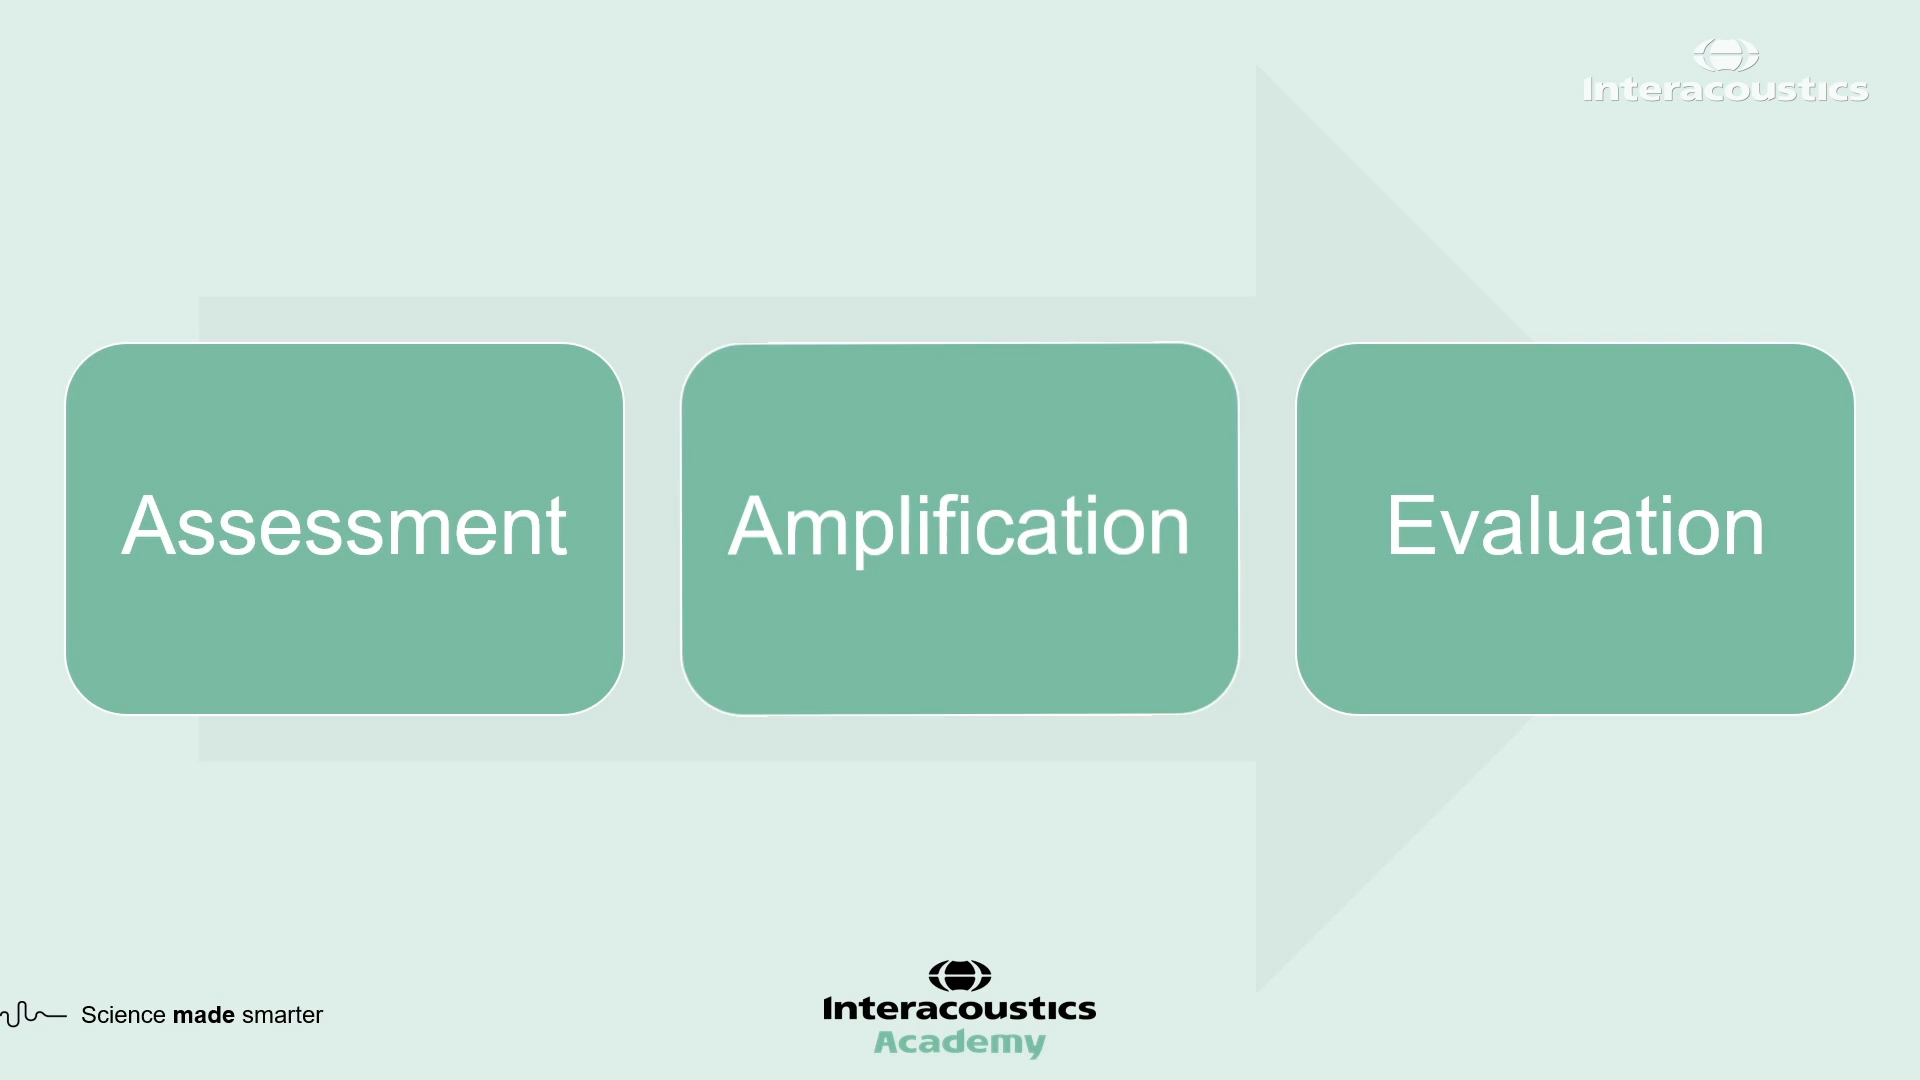 Interacoustics
Assessment
Amplification
Evaluation
Science made smarter
Interacoustics
Academy